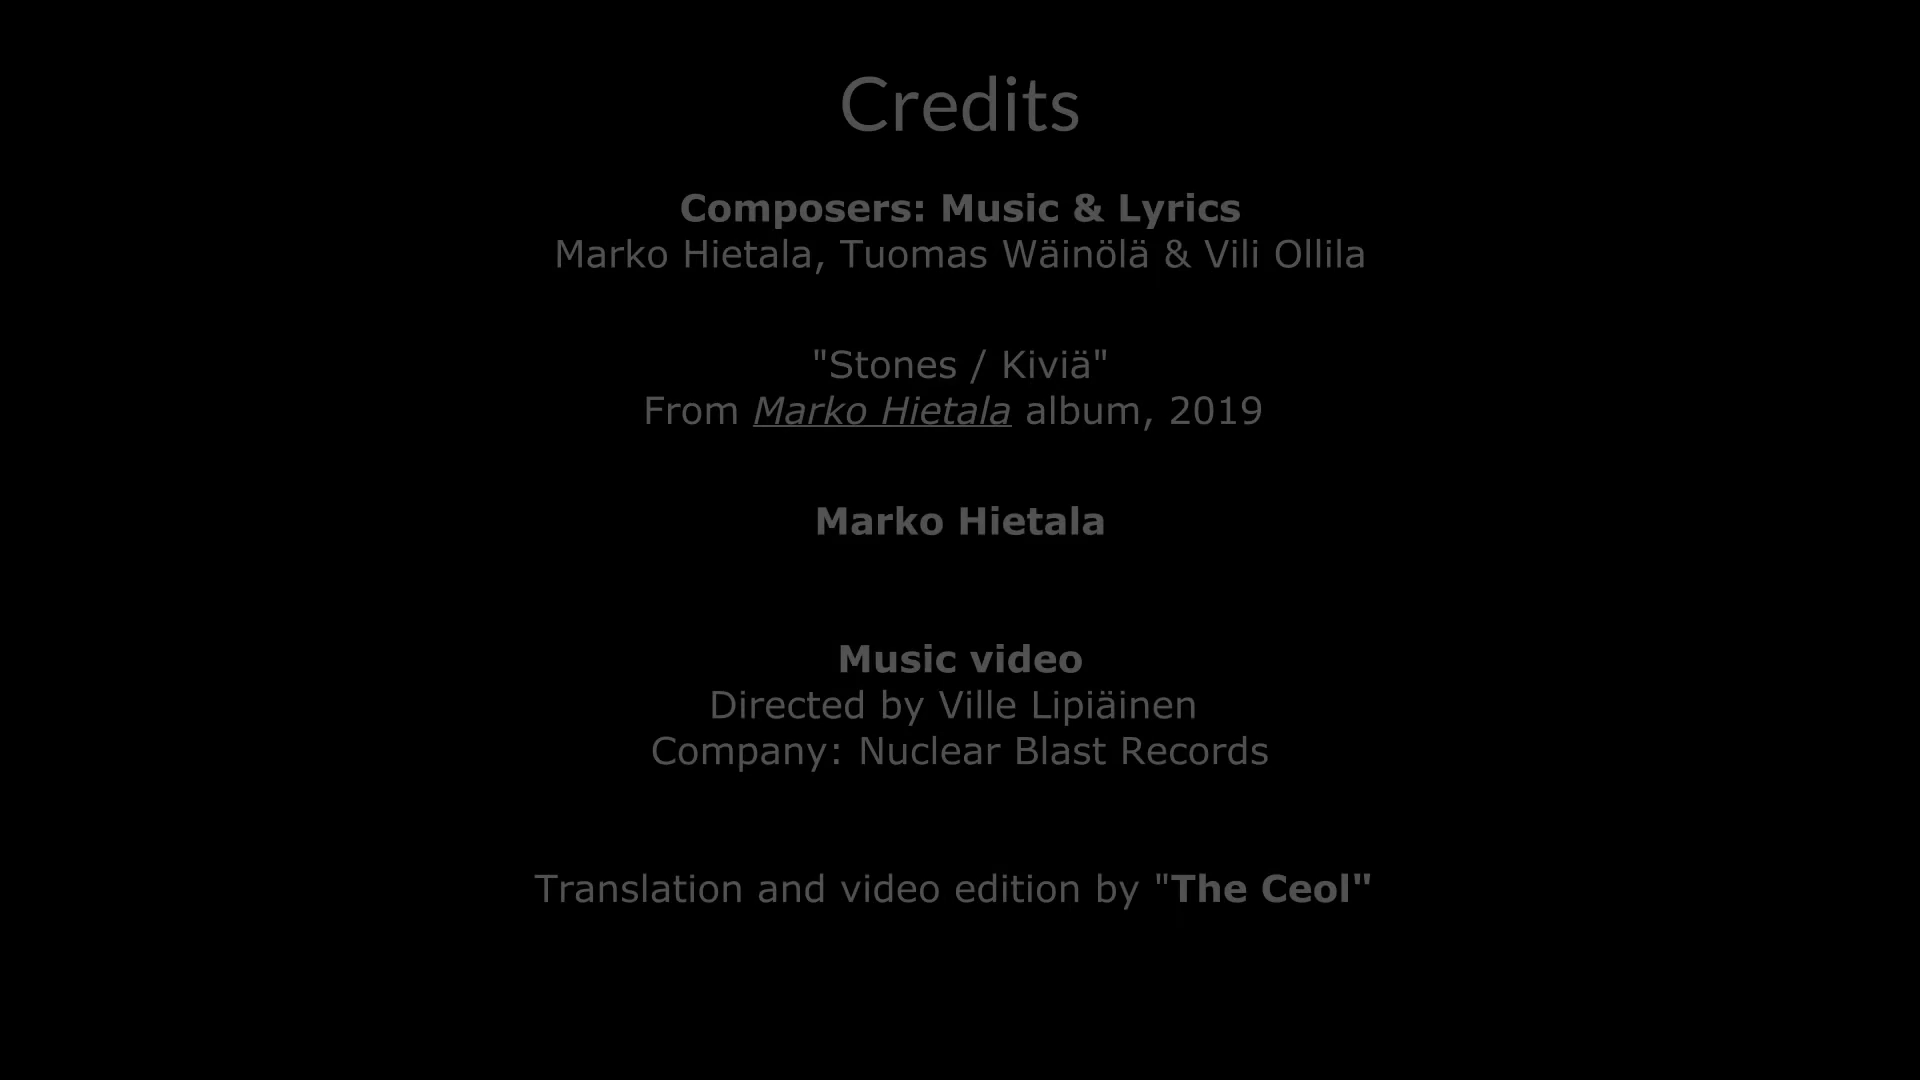 Credits
Composers: Music & Lyrics
Marko Hietala, Tuomas Wäinölä & Vili Ollila
"Stones / Kiviä"
From Marko Hietala album, 2019
Marko Hietala
Music video
Directed by Ville Lipiäinen
Company: Nuclear Blast Records
Translation and video edition by "The Ceol"